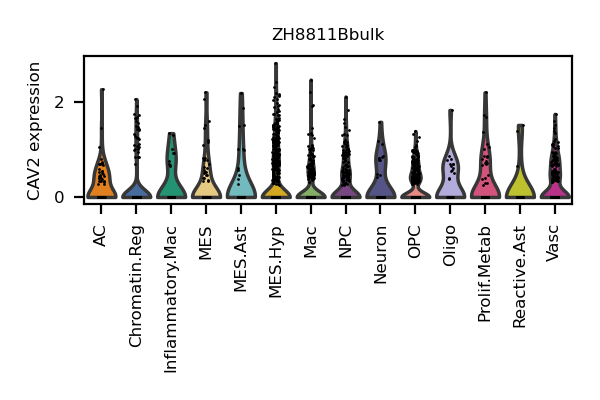 ZH8811Bbulk
CAV2 expression
2
0
AC
Chromatin.Reg
Inflammatory.Mac
MES
MES.Ast
MES.Hyp
Mac
NPC
Neuron
OPC
Oligo
Prolif.Metab
Reactive.Ast
Vasc